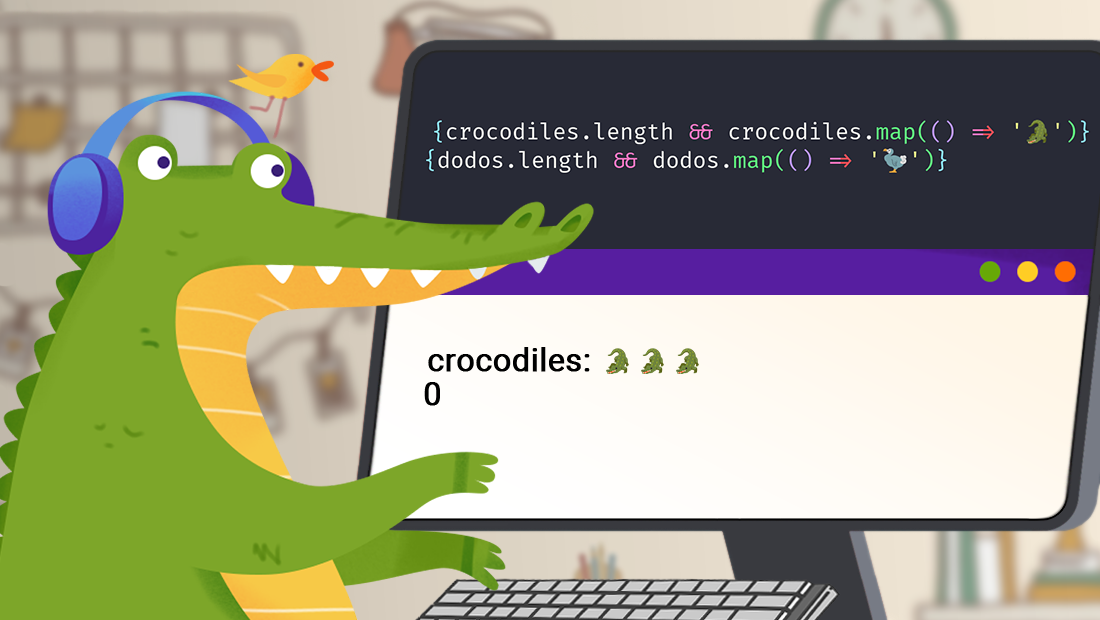 {crocodiles.length && crocodiles.map(() => '🐊')}
{dodos.length && dodos.map(() => '🦤')}
crocodiles: 🐊 🐊 🐊
0